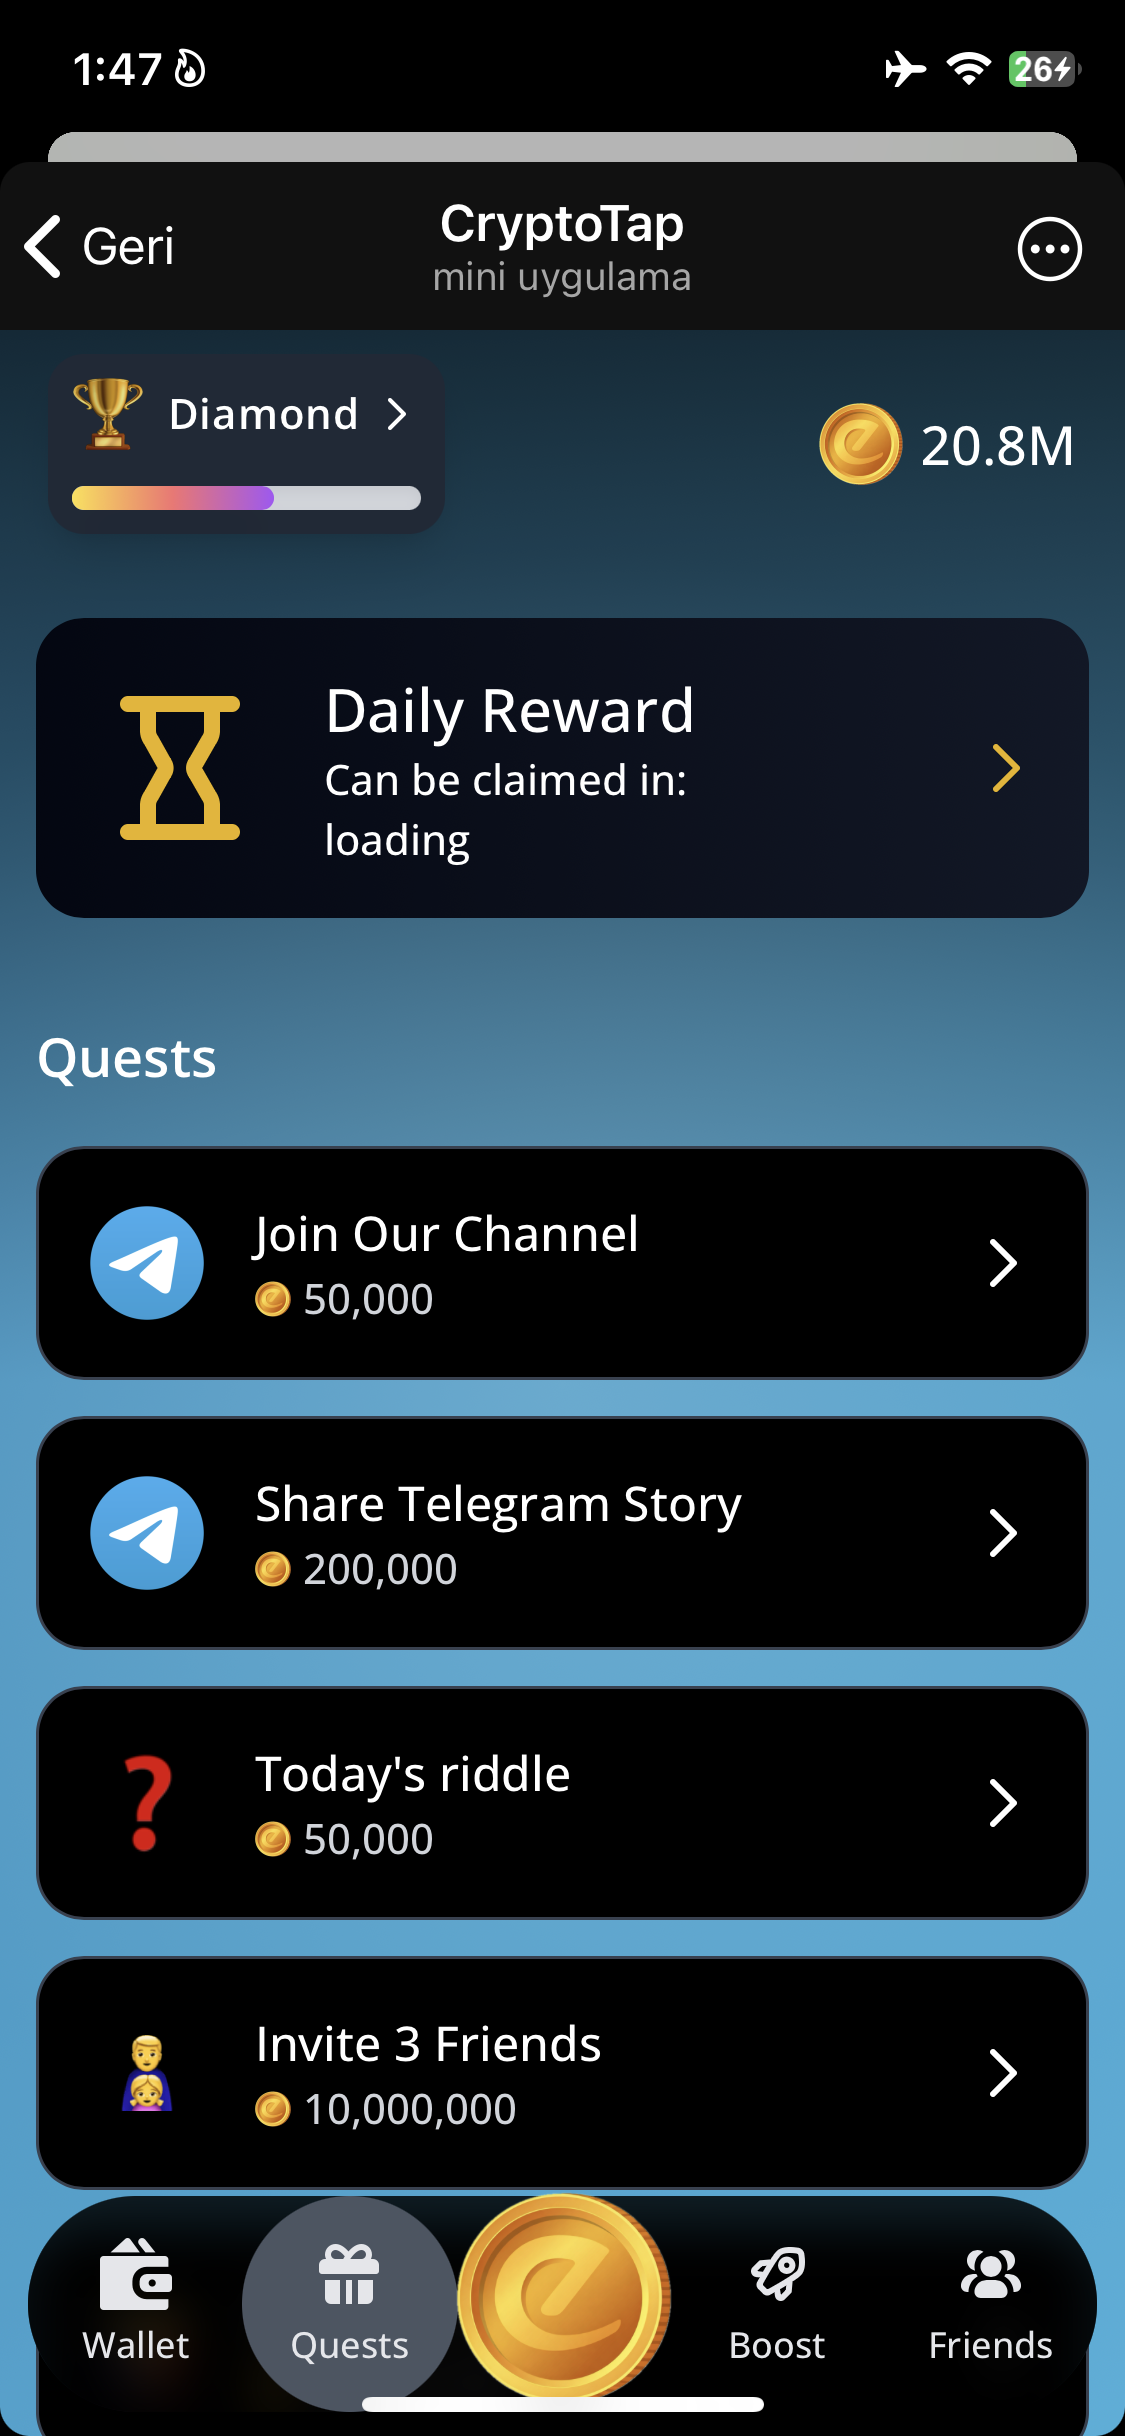 1:47
26
Geri
CryptoTap
mini uygulama
Diamond
20.8M
Daily Reward
Can be claimed in:
loading
Quests
Join Our Channel
50,000
Share Telegram Story
200,000
Today's riddle
50,000
Invite 3 Friends
10,000,000
Wallet
Quests
Boost
Friends